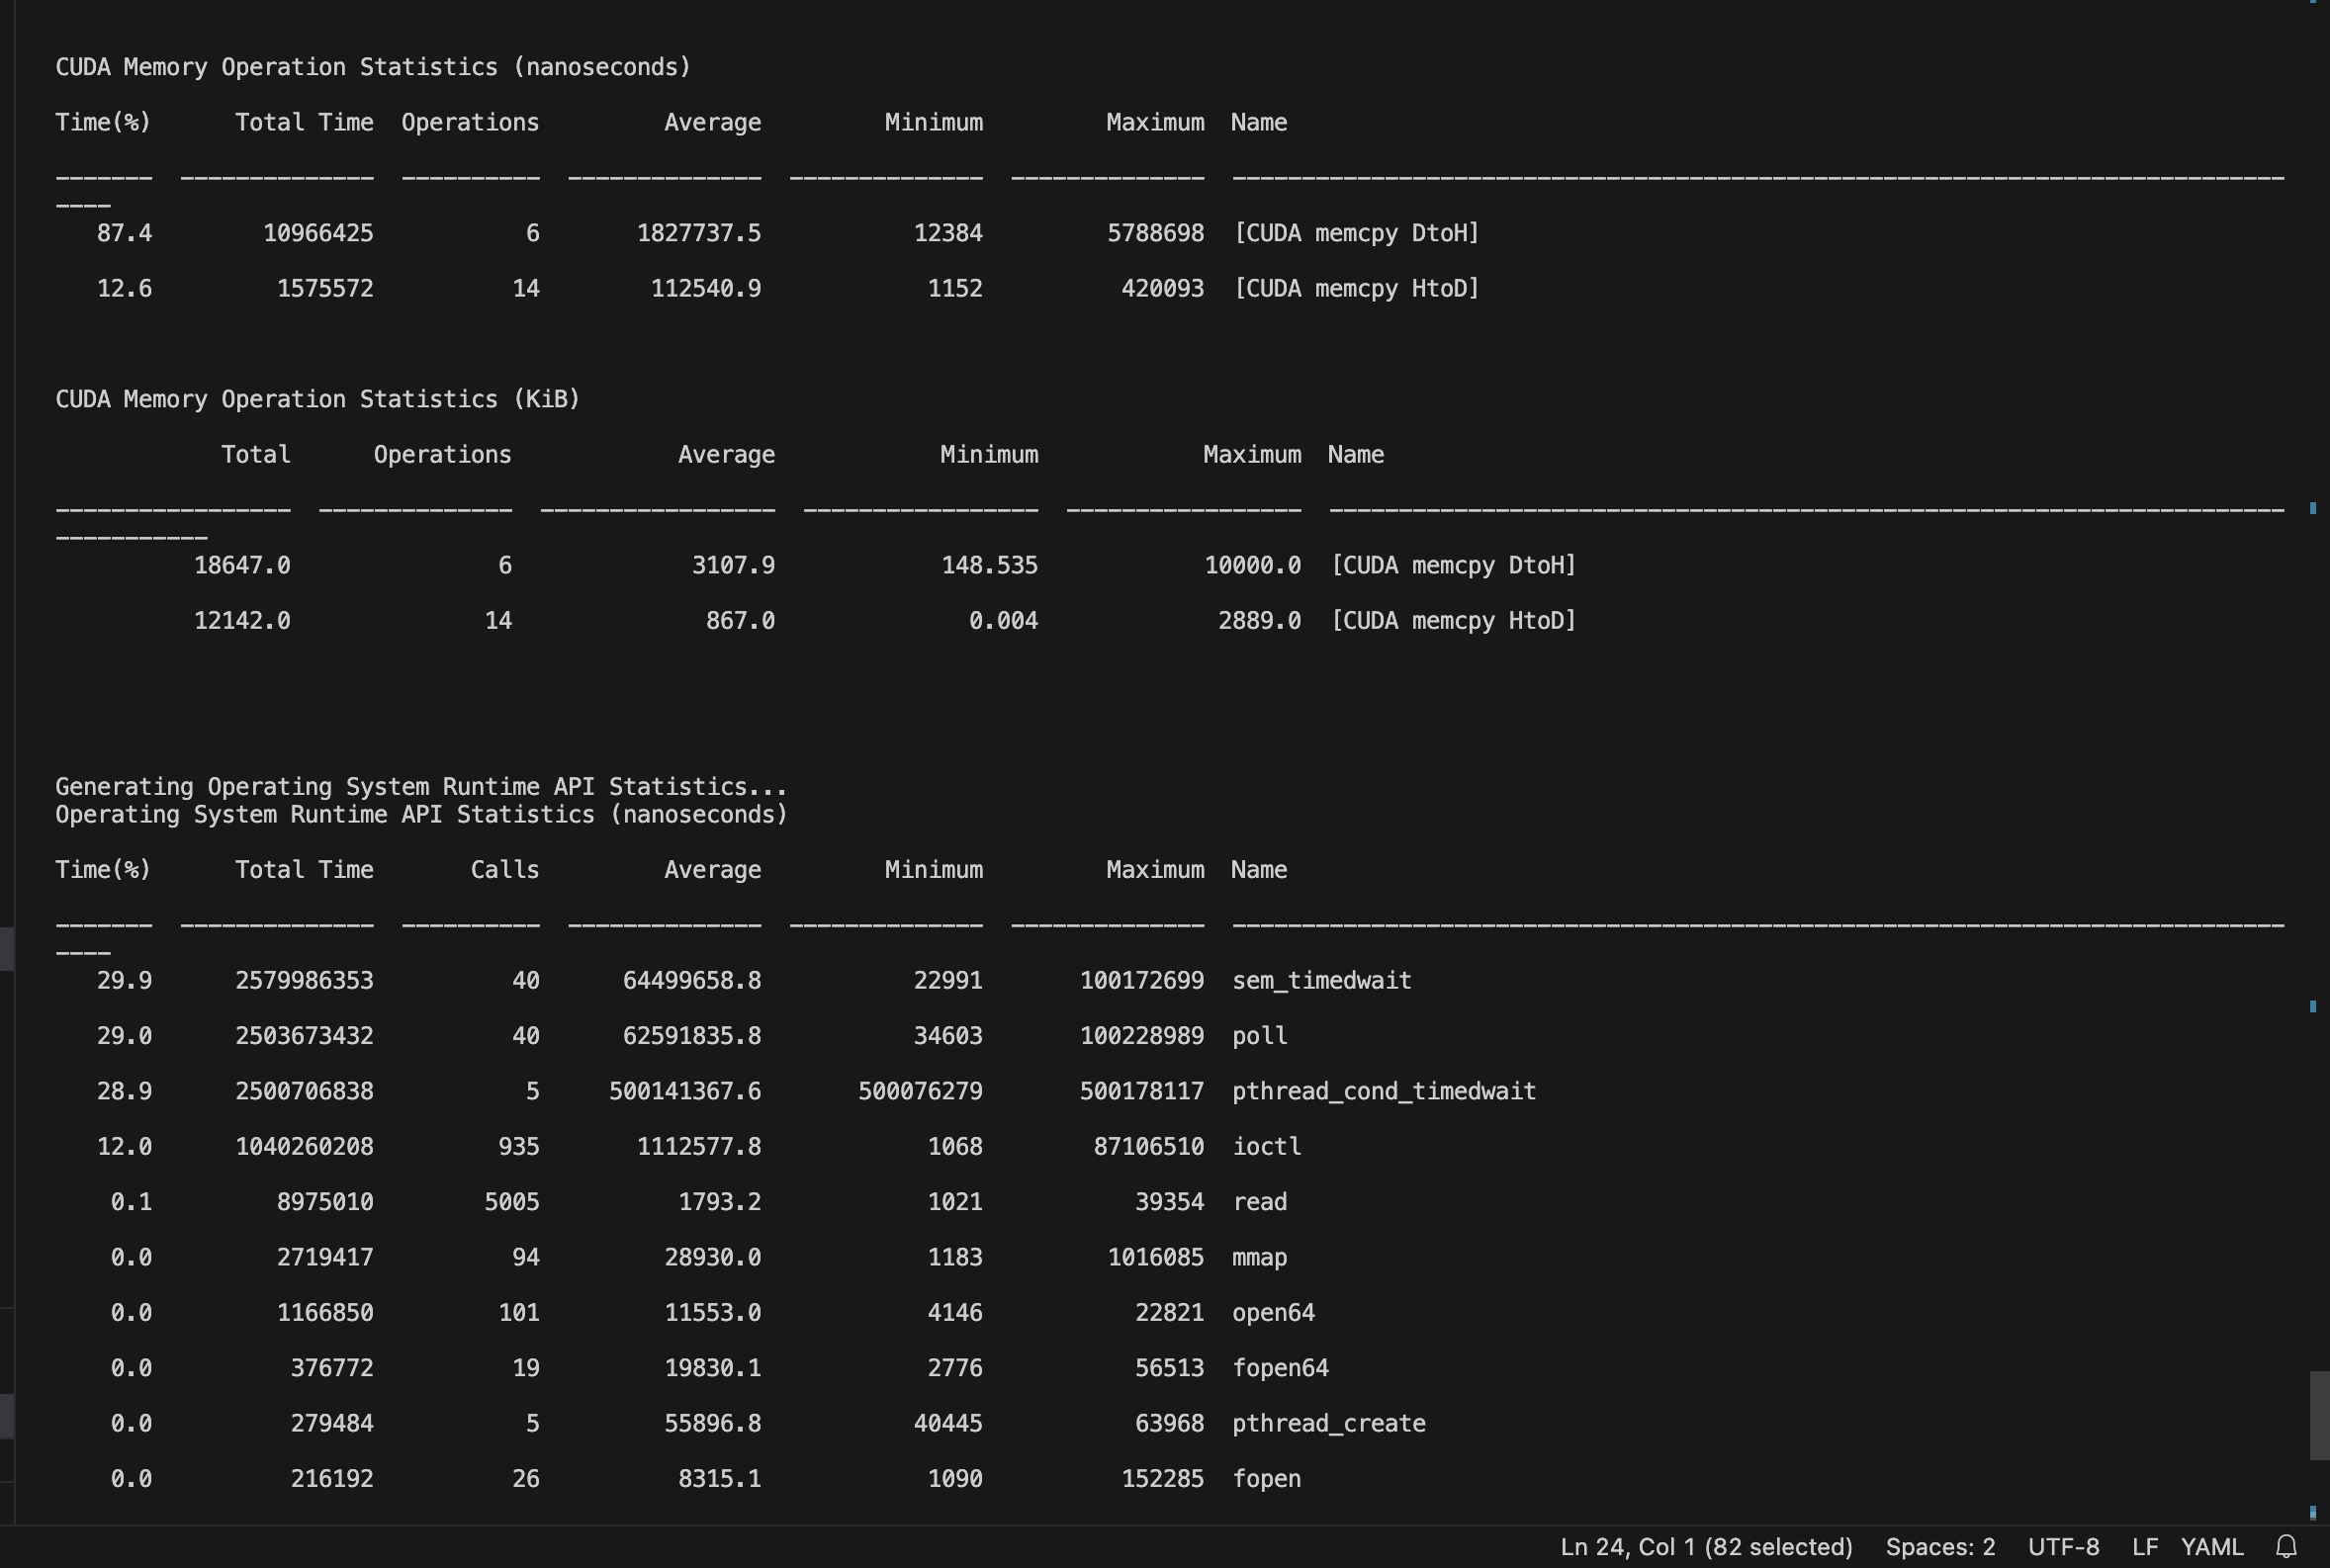 CUDA Memory Operation Statistics (nanoseconds)
Time(%) Total Time Operations Average Minimum Maximum Name
------- -------------- ---------- -------------- -------------- -------------- ----------------------------------------------------------------------------
----
87.4 10966425 6 1827737.5 12384 5788698 [CUDA memcpy DtoH]
12.6 1575572 14 112540.9 1152 420093 [CUDA memcpy HtoD]
CUDA Memory Operation Statistics (KiB)
Total Operations Average Minimum Maximum Name
----------------- -------------- ----------------- ----------------- ----------------- ---------------------------------------------------------------------
-----------
18647.0 6 3107.9 148.535 10000.0 [CUDA memcpy DtoH]
12142.0 14 867.0 0.004 2889.0 [CUDA memcpy HtoD]
Generating Operating System Runtime API Statistics...
Operating System Runtime API Statistics (nanoseconds)
Time(%) Total Time Calls Average Minimum Maximum Name
------- -------------- ---------- -------------- -------------- -------------- ----------------------------------------------------------------------------
----
29.9 2579986353 40 64499658.8 22991 100172699 sem_timedwait
29.0 2503673432 40 62591835.8 34603 100228989 poll
28.9 2500706838 5 500141367.6 500076279 500178117 pthread_cond_timedwait
12.0 1040260208 935 1112577.8 1068 87106510 ioctl
0.1 8975010 5005 1793.2 1021 39354 read
0.0 2719417 94 28930.0 1183 1016085 mmap
0.0 1166850 101 11553.0 4146 22821 open64
0.0 376772 19 19830.1 2776 56513 fopen64
0.0 279484 5 55896.8 40445 63968 pthread_create
0.0 216192 26 8315.1 1090 152285 fopen
Ln 24, Col 1 (82 selected) Spaces: 2 UTF-8 LF YAML